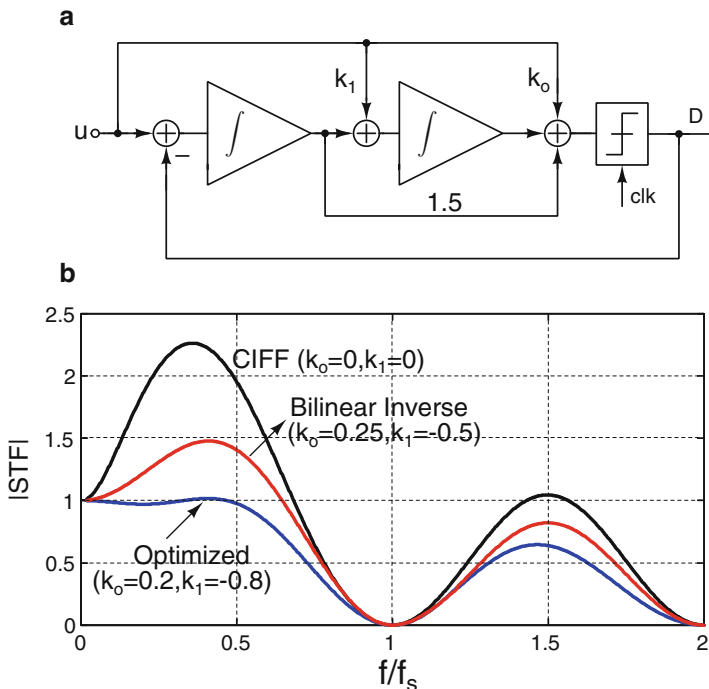 a
k₁
kₒ
D
u
∫
∫
−
clk
1.5
b
2.5
2
1.5
1
0.5
0
|STF|
CIFF (kₒ=0,k₁=0)
Bilinear Inverse
(kₒ=0.25,k₁=-0.5)
Optimized
(kₒ=0.2,k₁=-0.8)
0
0.5
1
1.5
2
f/fₛ